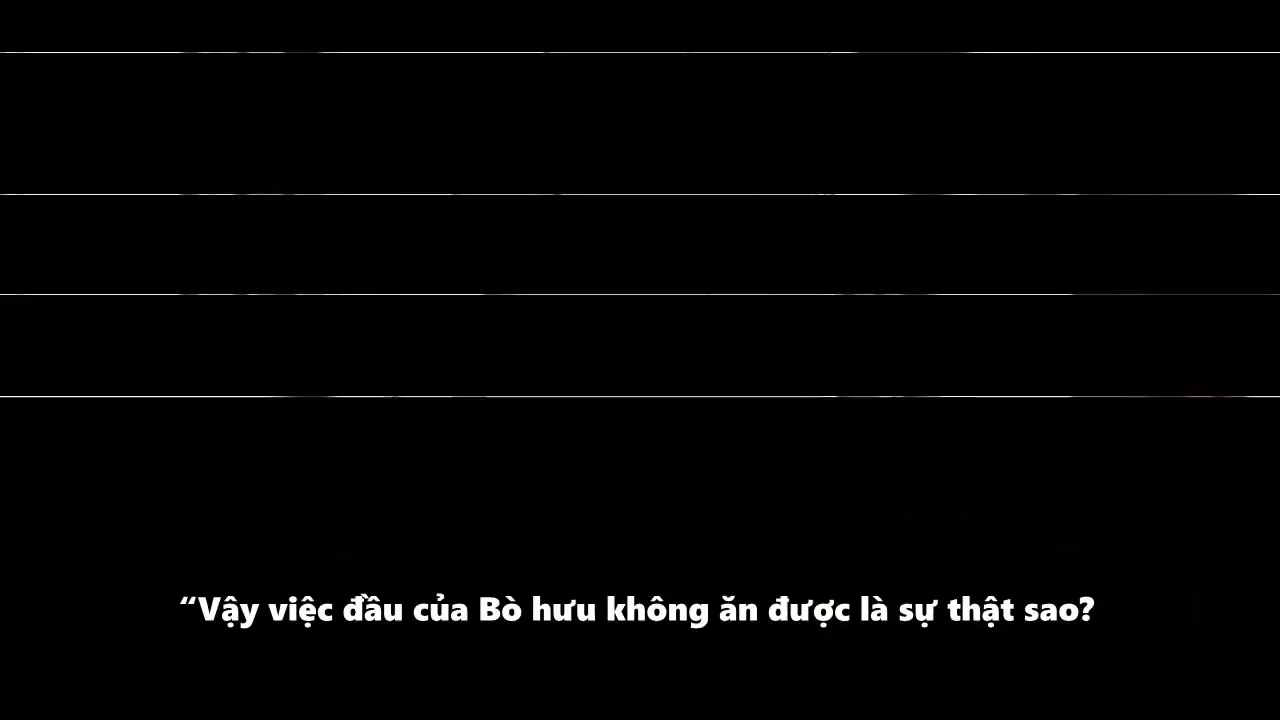 “Vậy việc đầu của Bò hưu không ăn được là sự thật sao?